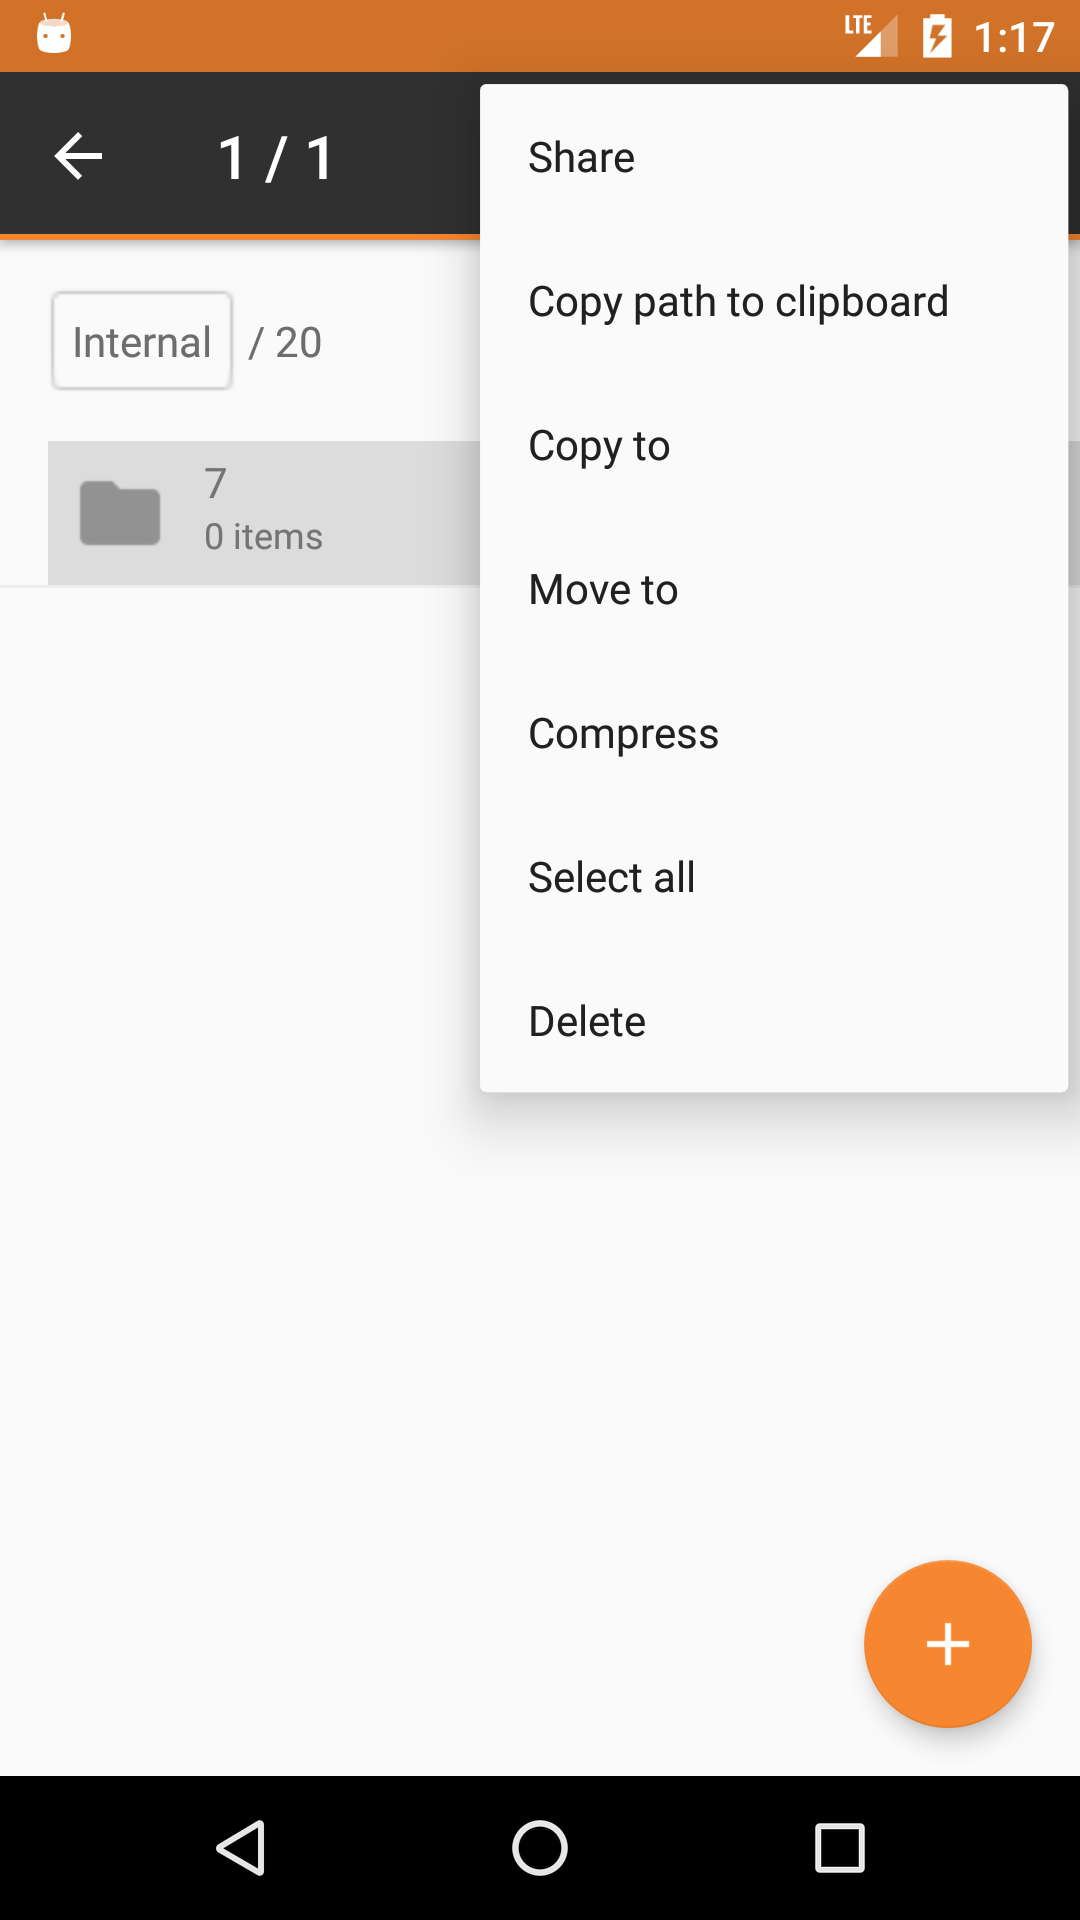 LTE 1:17
1 / 1
Share
Copy path to clipboard
Internal / 20
Copy to
7
0 items
Move to
Compress
Select all
Delete